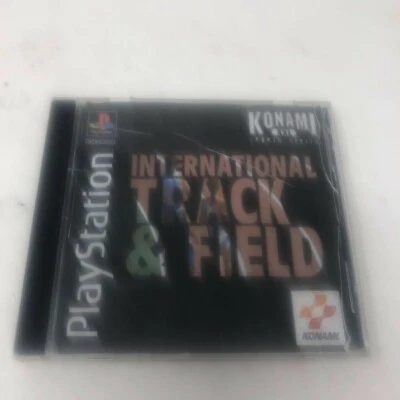 PlayStation
KONAMI
INTERNATIONAL
TRACK
& FIELD
KONAMI